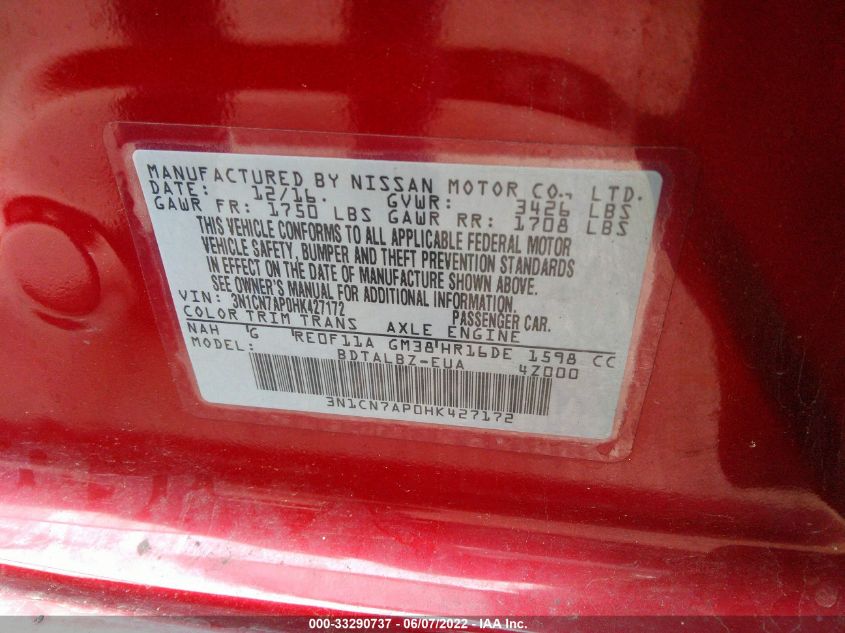 MANUFACTURED BY NISSAN MOTOR CO., LTD.
DATE: 12/16. GVWR: 3426 LBS
GAWR FR: 1750 LBS GAWR RR: 1708 LBS
THIS VEHICLE CONFORMS TO ALL APPLICABLE FEDERAL MOTOR
VEHICLE SAFETY, BUMPER AND THEFT PREVENTION STANDARDS
IN EFFECT ON THE DATE OF MANUFACTURE SHOWN ABOVE.
SEE OWNER'S MANUAL FOR ADDITIONAL INFORMATION.
VIN: 3N1CN7AP0HK427172 PASSENGER CAR.
COLOR TRIM TRANS AXLE ENGINE
NAH G RE0F11A GM38 HR16DE 1598 CC
MODEL: BDTALBZ-EUA 4Z000
3N1CN7AP0HK427172
000-33290737 - 06/07/2022 - IAA Inc.